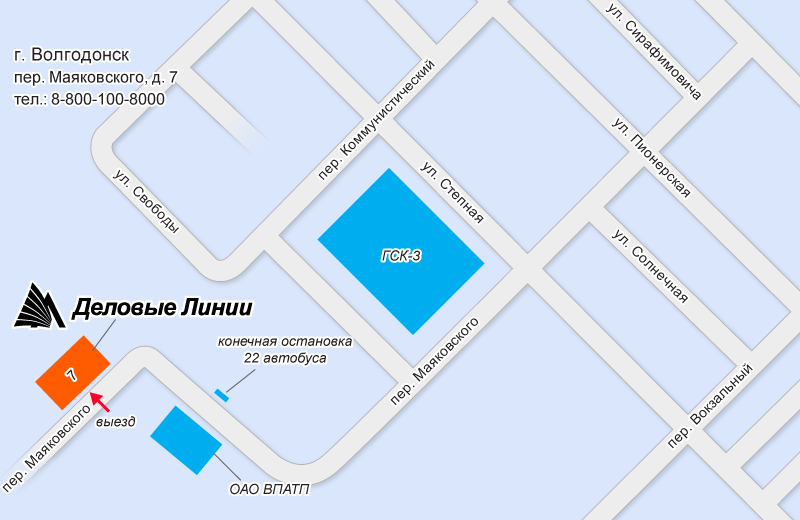 г. Волгодонск
пер. Маяковского, д. 7
тел.: 8-800-100-8000
ул. Сирафимовича
пер. Коммунистический
ул. Пионерская
ул. Степная
ул. Свободы
ГСК-3
ул. Солнечная
Деловые Линии
конечная остановка
22 автобуса
пер. Маяковского
7
пер. Вокзальный
выезд
пер. Маяковского
ОАО ВПАТП